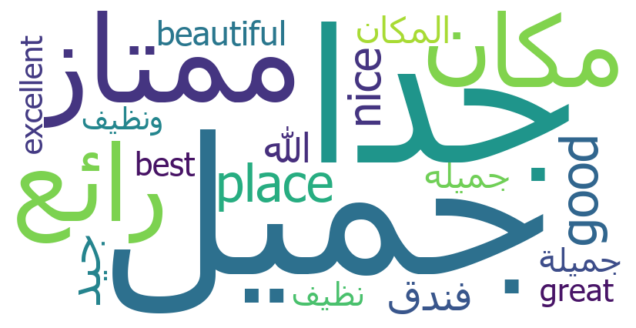 beautiful
المكان
مكان
ممتاز
excellent
جدا
nice
ونظيف
الله
good
رائع
best
place
جميله
جميل
جيد
جميلة
نظيف
فندق
great